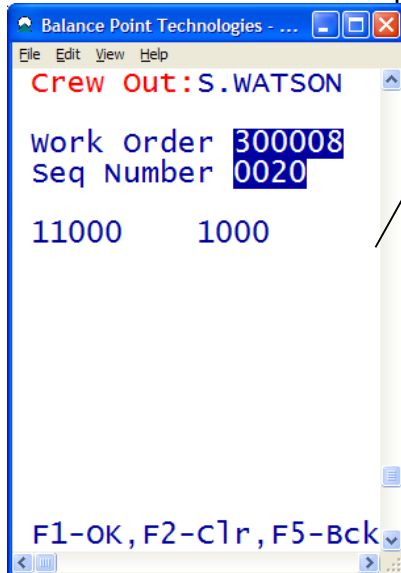 Balance Point Technologies - ...
File Edit View Help
Crew Out:S.WATSON
Work Order 300008
Seq Number 0020
11000 1000
F1-OK,F2-Clr,F5-Bck